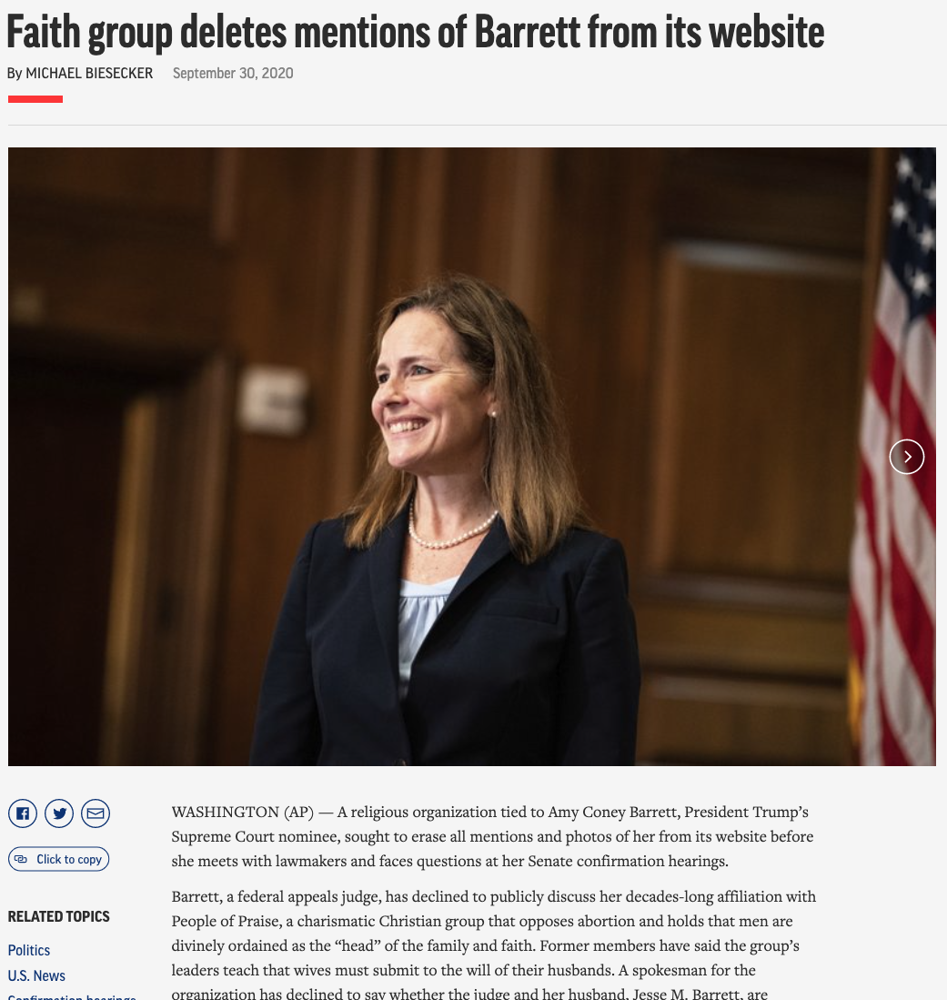 Faith group deletes mentions of Barrett from its website
By MICHAEL BIESECKER September 30, 2020
WASHINGTON (AP) — A religious organization tied to Amy Coney Barrett, President Trump’s
Supreme Court nominee, sought to erase all mentions and photos of her from its website before
she meets with lawmakers and faces questions at her Senate confirmation hearings.
Click to copy
Barrett, a federal appeals judge, has declined to publicly discuss her decades-long affiliation with
People of Praise, a charismatic Christian group that opposes abortion and holds that men are
divinely ordained as the “head” of the family and faith. Former members have said the group’s
leaders teach that wives must submit to the will of their husbands. A spokesman for the
organization has declined to say whether the judge and her husband, Jesse M. Barrett, are
RELATED TOPICS
Politics
U.S. News
Confirmation hearings